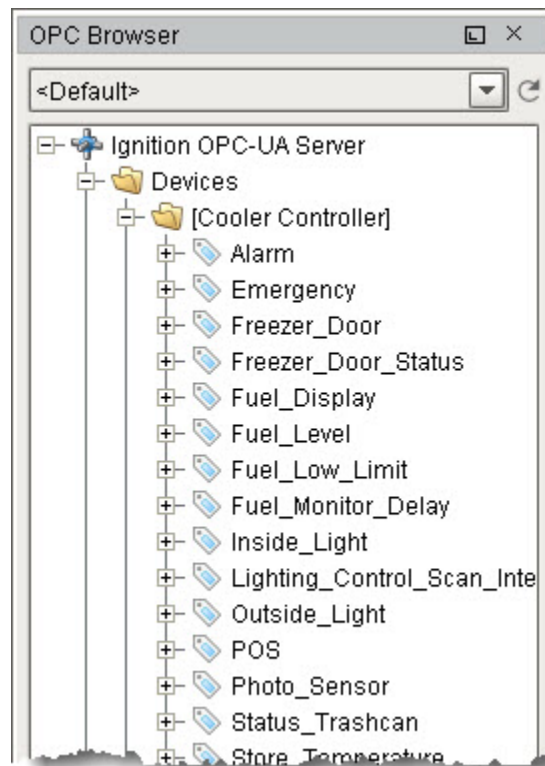 OPC Browser
<Default>
Ignition OPC-UA Server
Devices
[Cooler Controller]
Alarm
Emergency
Freezer_Door
Freezer_Door_Status
Fuel_Display
Fuel_Level
Fuel_Low_Limit
Fuel_Monitor_Delay
Inside_Light
Lighting_Control_Scan_Inte
Outside_Light
POS
Photo_Sensor
Status_Trashcan
Store_Temperature